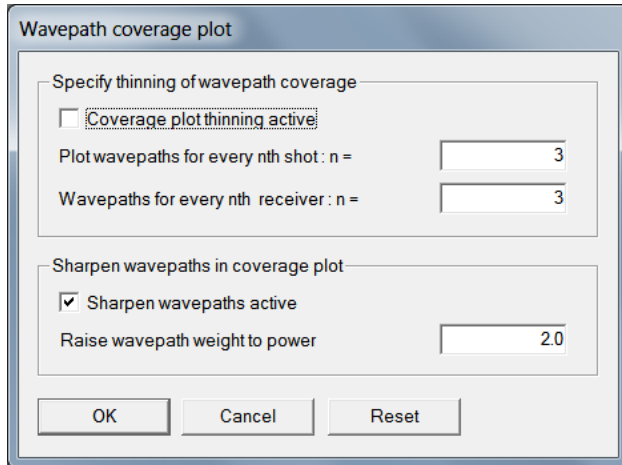 Wavepath coverage plot
Specify thinning of wavepath coverage
Coverage plot thinning active
Plot wavepaths for every nth shot : n = 3
Wavepaths for every nth receiver : n = 3
Sharpen wavepaths in coverage plot
Sharpen wavepaths active
Raise wavepath weight to power 2.0
OK Cancel Reset